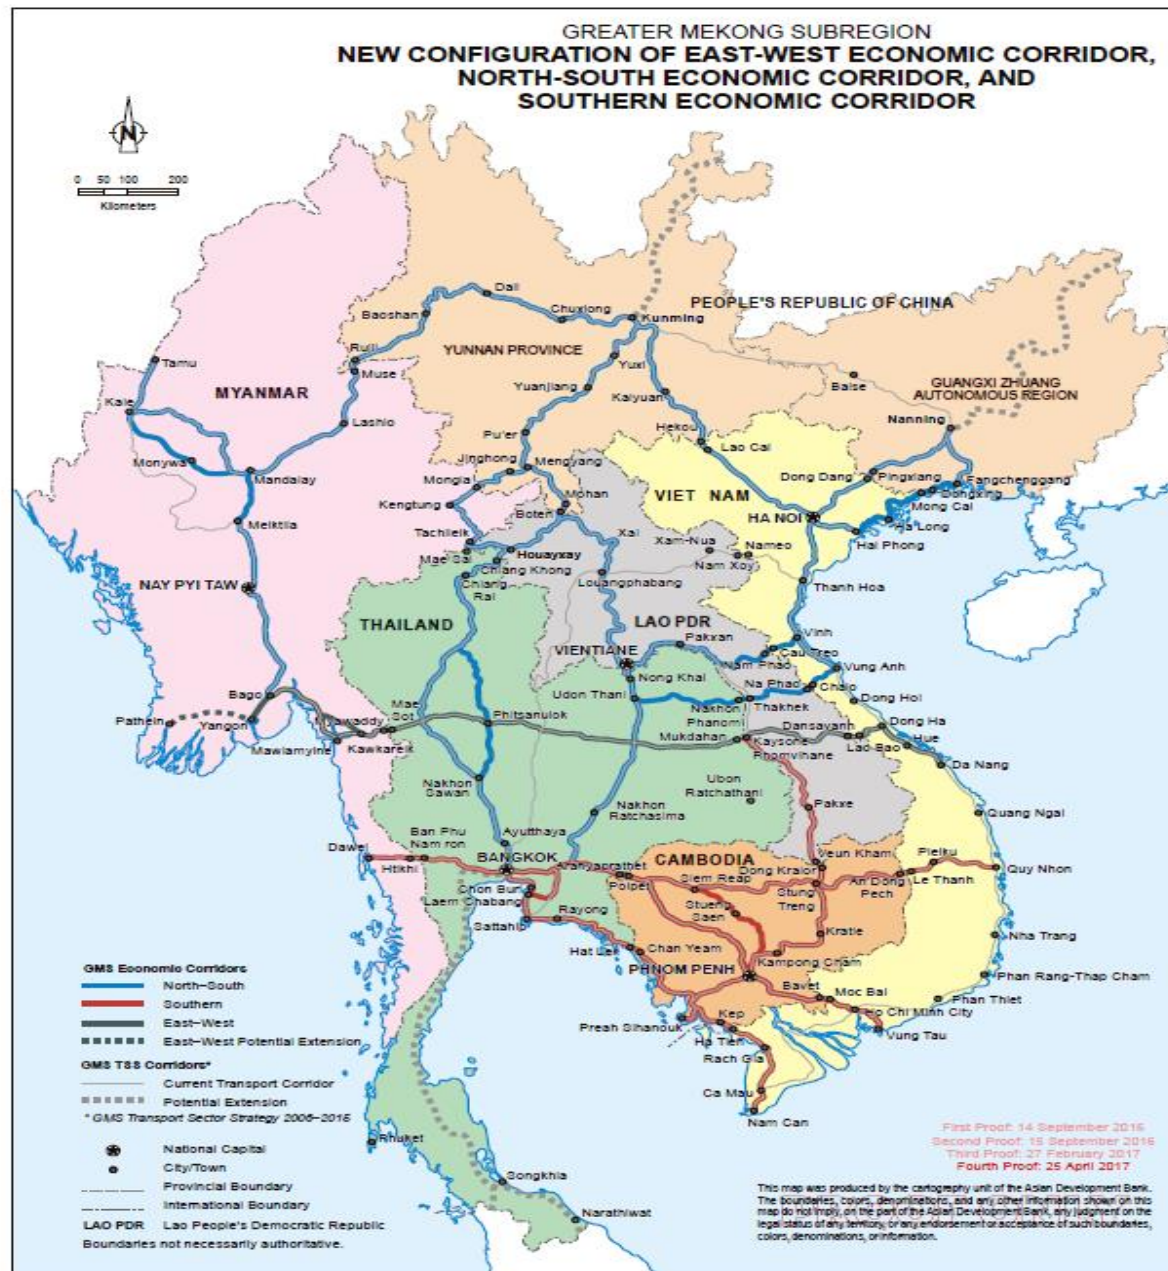 GREATER MEKONG SUBREGION
NEW CONFIGURATION OF EAST-WEST ECONOMIC CORRIDOR,
NORTH-SOUTH ECONOMIC CORRIDOR, AND
SOUTHERN ECONOMIC CORRIDOR
N
0 50 100 200
Kilometers
Dali
Baoshan
Chuxiong
Kunming
PEOPLE'S REPUBLIC OF CHINA
Ruili
Tamu
Muse
YUNNAN PROVINCE
Yuxi
Baise
GUANGXI ZHUANG
AUTONOMOUS REGION
MYANMAR
Yuanjiang
Kaiyuan
Kale
Lashio
Nanning
Pu'er
Hekou
Lao Cai
Jinghong
Mengyang
Monywa
Mandalay
Mongla
Dong Dang
Pingxiang
Fangchenggang
Dongxing
Mong Cai
Kengtung
Mohan
Boten
VIET NAM
HA NOI
Ha Long
Hai Phong
Meiktila
Tachileik
Xai
Xam-Nua
Nameo
Nam Xoy
Mae Sai
Houayxay
Chiang Khong
Chiang
Rai
Louangphabang
Thanh Hoa
NAY PYI TAW
THAILAND
LAO PDR
Pakxan
Vinh
VIENTIANE
Nam Phao
Cau Treo
Vung Anh
Nong Khai
Na Phao
Chalo
Bago
Udon Thani
Nakhon
Phanom
Thakhek
Dong Hoi
Mae
Sot
Pathein
Yangon
Myawaddy
Phitsanulok
Dansavanh
Dong Ha
Mawlamyine
Kawkareik
Mukdahan
Kaysone
Phomvihane
Lao Bao
Hue
Da Nang
Nakhon
Sawan
Ubon
Ratchathani
Nakhon
Ratchasima
Pakxe
Quang Ngai
Ban Phu
Nam ron
Ayutthaya
Dawei
Htikhi
BANGKOK
Aranyaprathet
Poipet
CAMBODIA
Siem Reap
Veun Kham
Dong Kralor
Pleiku
Quy Nhon
Chon Buri
Laem Chabang
Stueng
Saen
Stung
Treng
An Dong
Pech
Le Thanh
Sattahip
Rayong
Kratie
Nha Trang
Hat Lek
Chan Yeam
Kampong Cham
PHNOM PENH
Phan Rang-Thap Cham
Bavet
Moc Bai
Phan Thiet
Preah Sihanouk
Kep
Ho Chi Minh City
Ha Tien
Vung Tau
Rach Gia
Ca Mau
Nam Can
Phuket
Songkhla
Narathiwat
GMS Economic Corridors
North-South
Southern
East-West
East-West Potential Extension
GMS TSS Corridors*
Current Transport Corridor
Potential Extension
* GMS Transport Sector Strategy 2006-2015
National Capital
City/Town
Provincial Boundary
International Boundary
LAO PDR Lao People's Democratic Republic
Boundaries not necessarily authoritative.
First Proof: 14 September 2016
Second Proof: 15 September 2016
Third Proof: 27 February 2017
Fourth Proof: 25 April 2017
This map was produced by the cartography unit of the Asian Development Bank.
The boundaries, colors, denominations, and any other information shown on this
map do not imply, on the part of the Asian Development Bank, any judgment on the
legal status of any territory, or any endorsement or acceptance of such boundaries,
colors, denominations, or information.